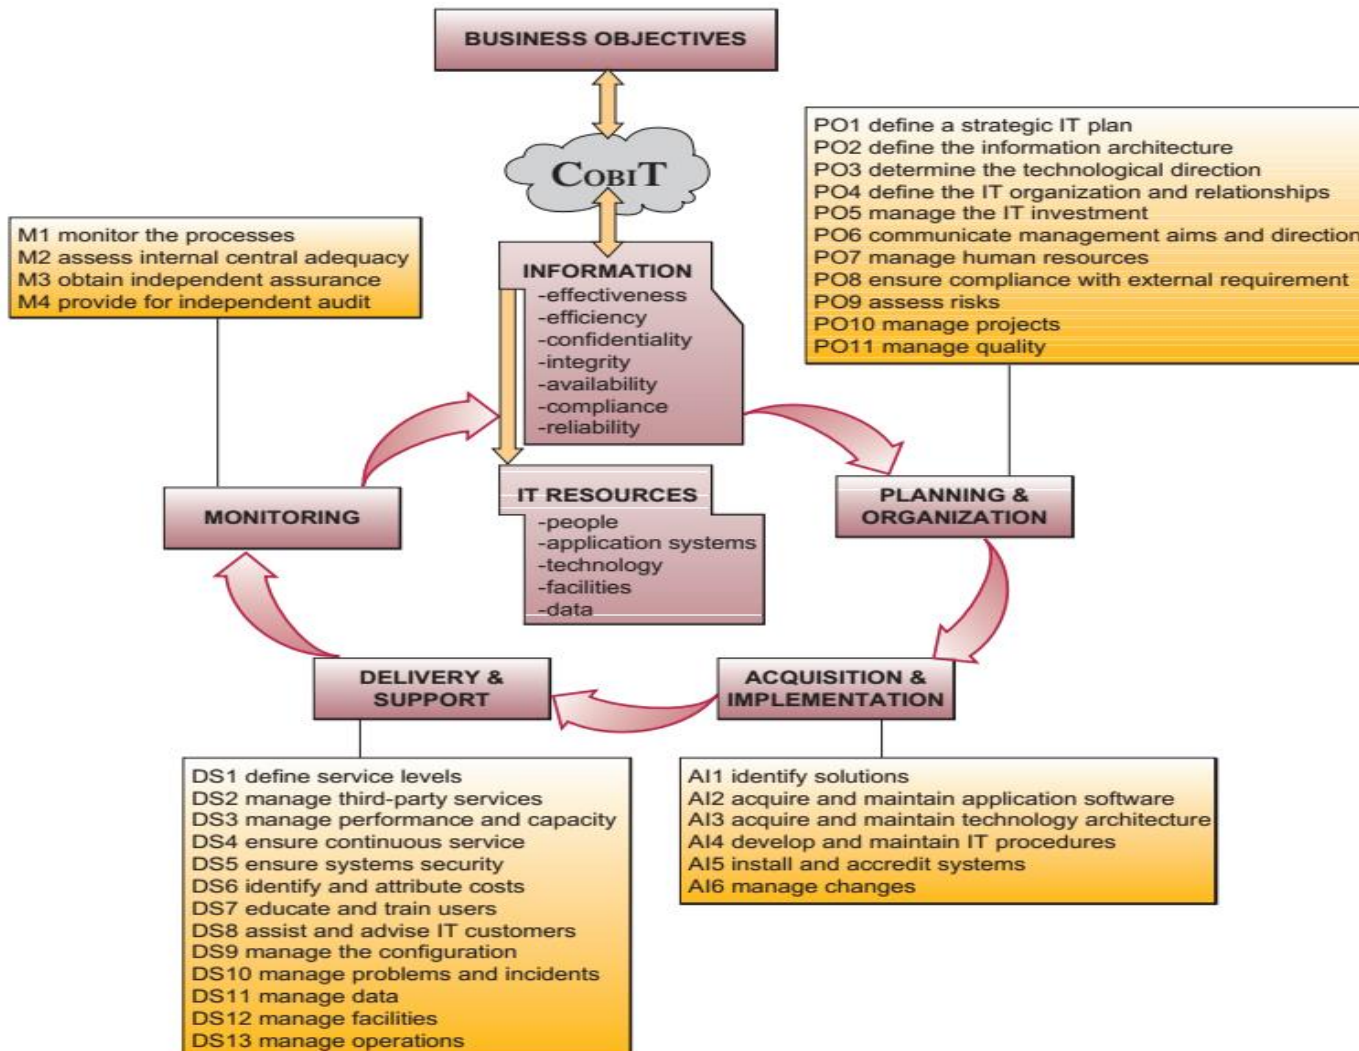 BUSINESS OBJECTIVES
COBIT
PO1 define a strategic IT plan
PO2 define the information architecture
PO3 determine the technological direction
PO4 define the IT organization and relationships
PO5 manage the IT investment
PO6 communicate management aims and direction
PO7 manage human resources
PO8 ensure compliance with external requirement
PO9 assess risks
PO10 manage projects
PO11 manage quality
M1 monitor the processes
M2 assess internal central adequacy
M3 obtain independent assurance
M4 provide for independent audit
INFORMATION
-effectiveness
-efficiency
-confidentiality
-integrity
-availability
-compliance
-reliability
IT RESOURCES
-people
-application systems
-technology
-facilities
-data
MONITORING
PLANNING &
ORGANIZATION
DELIVERY &
SUPPORT
ACQUISITION &
IMPLEMENTATION
DS1 define service levels
DS2 manage third-party services
DS3 manage performance and capacity
DS4 ensure continuous service
DS5 ensure systems security
DS6 identify and attribute costs
DS7 educate and train users
DS8 assist and advise IT customers
DS9 manage the configuration
DS10 manage problems and incidents
DS11 manage data
DS12 manage facilities
DS13 manage operations
AI1 identify solutions
AI2 acquire and maintain application software
AI3 acquire and maintain technology architecture
AI4 develop and maintain IT procedures
AI5 install and accredit systems
AI6 manage changes